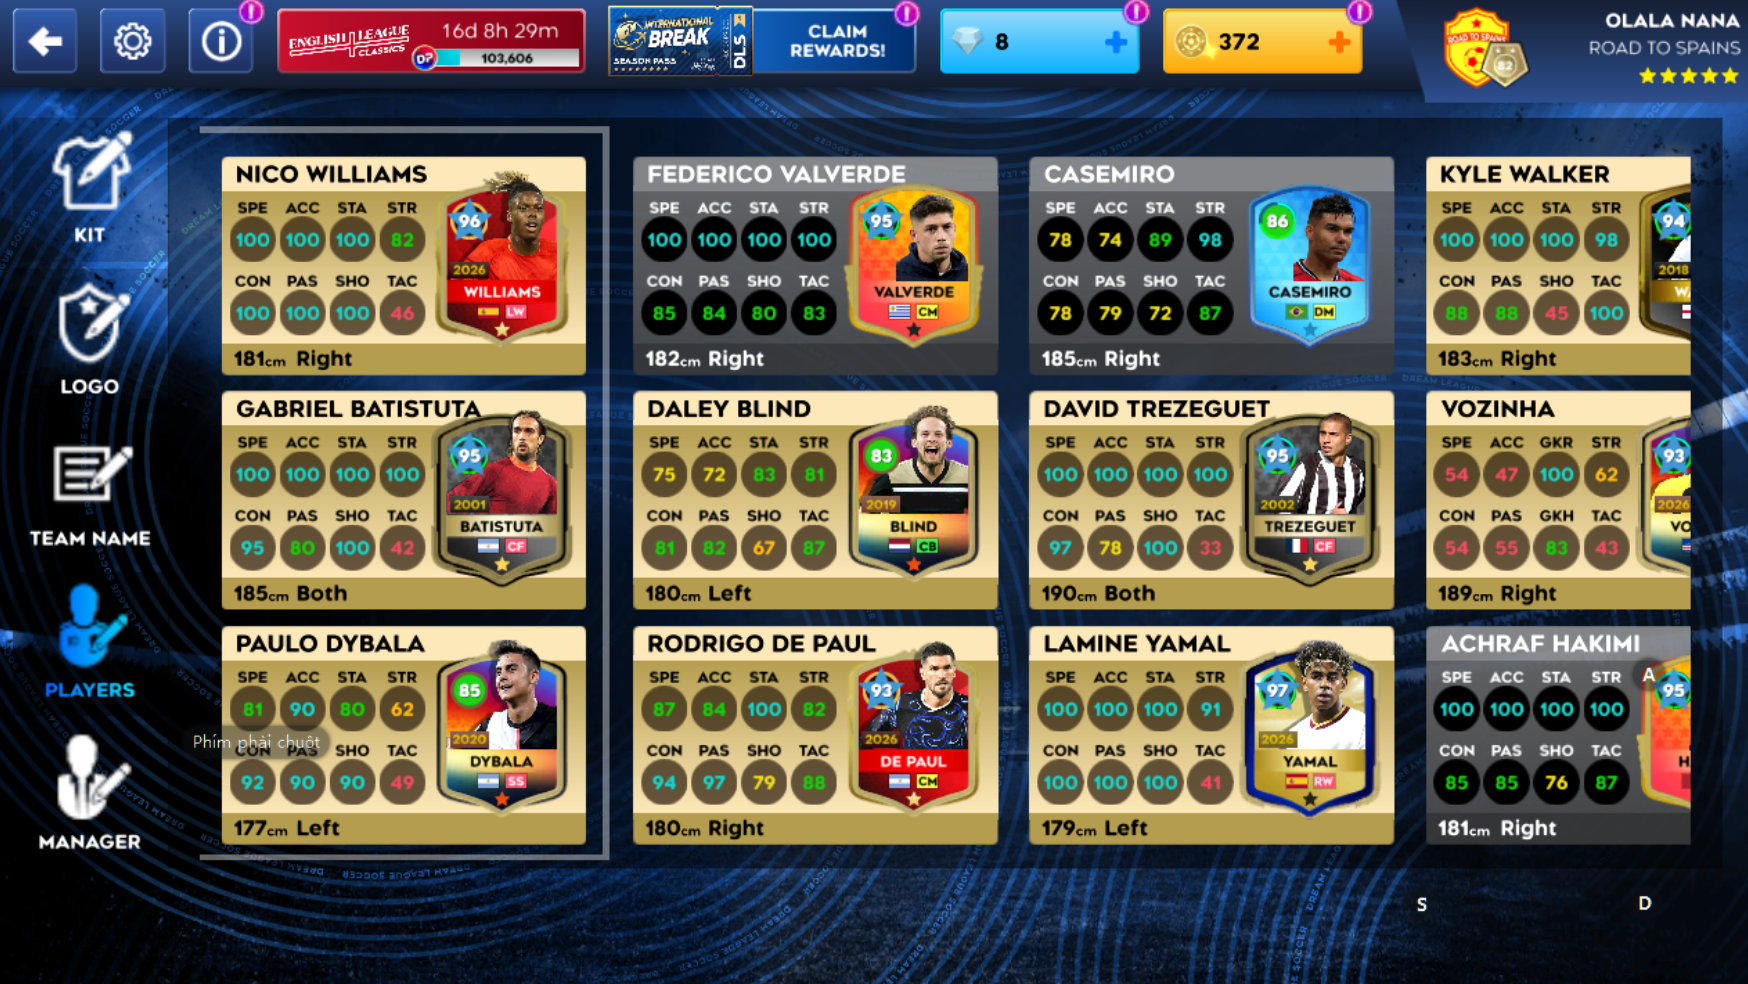 ENGLISH LEAGUE
CLASSICS
16d 8h 29m
DP
103,606
INTERNATIONAL
BREAK
SEASON PASS
DLS
CLAIM
REWARDS!
8
372
ROAD TO SPAINS
82
OLALA NANA
ROAD TO SPAINS
KIT
LOGO
TEAM NAME
PLAYERS
MANAGER
NICO WILLIAMS
SPE ACC STA STR
100 100 100 82
CON PAS SHO TAC
100 100 100 46
96
2026
WILLIAMS
LW
181cm Right
FEDERICO VALVERDE
SPE ACC STA STR
100 100 100 100
CON PAS SHO TAC
85 84 80 83
95
VALVERDE
CM
182cm Right
CASEMIRO
SPE ACC STA STR
78 74 89 98
CON PAS SHO TAC
78 79 72 87
86
CASEMIRO
DM
185cm Right
KYLE WALKER
SPE ACC STA STR
100 100 100 98
CON PAS SHO TAC
88 88 45 100
94
2018
183cm Right
GABRIEL BATISTUTA
SPE ACC STA STR
100 100 100 100
CON PAS SHO TAC
95 80 100 42
95
2001
BATISTUTA
CF
185cm Both
DALEY BLIND
SPE ACC STA STR
75 72 83 81
CON PAS SHO TAC
81 82 67 87
83
2019
BLIND
CB
180cm Left
DAVID TREZEGUET
SPE ACC STA STR
100 100 100 100
CON PAS SHO TAC
97 78 100 33
95
2002
TREZEGUET
CF
190cm Both
VOZINHA
SPE ACC GKR STR
54 47 100 62
CON PAS GKH TAC
54 55 83 43
93
2026
VO
189cm Right
PAULO DYBALA
SPE ACC STA STR
81 90 80 62
Phím phải chuột
CON PAS SHO TAC
92 90 90 49
85
2020
DYBALA
SS
177cm Left
RODRIGO DE PAUL
SPE ACC STA STR
87 84 100 82
CON PAS SHO TAC
94 97 79 88
93
2026
DE PAUL
CM
180cm Right
LAMINE YAMAL
SPE ACC STA STR
100 100 100 91
CON PAS SHO TAC
100 100 100 41
97
2026
YAMAL
RW
179cm Left
ACHRAF HAKIMI
SPE ACC STA STR
100 100 100 100
CON PAS SHO TAC
85 85 76 87
A
95
H
181cm Right
S
D